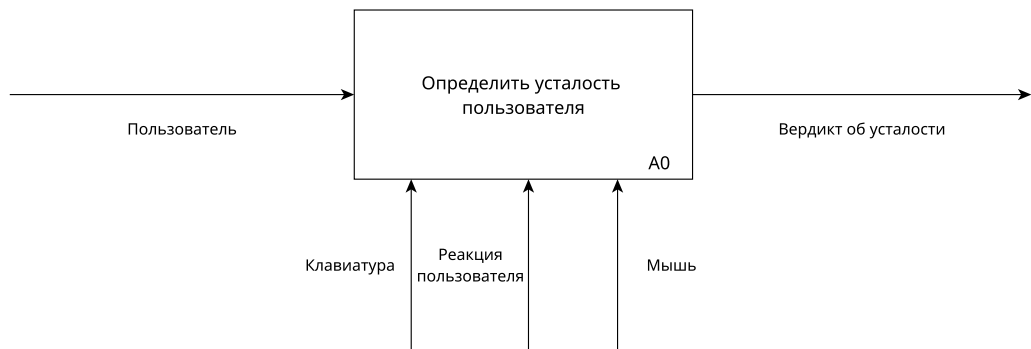 Определить усталость
пользователя
Пользователь
Вердикт об усталости
A0
Клавиатура
Реакция
пользователя
Мышь